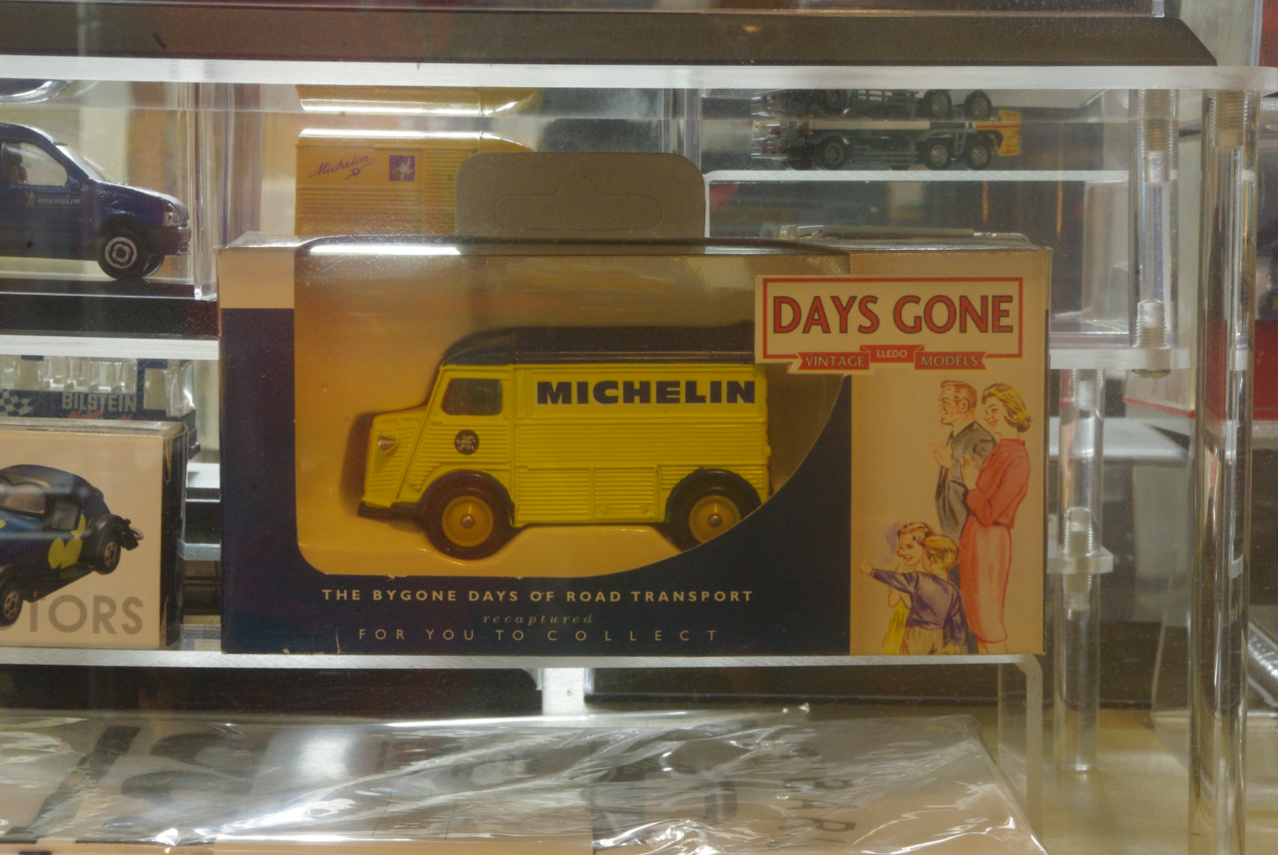 Michelin
MICHELIN
DAYS GONE
VINTAGE LLEDO MODELS
MICHELIN
BILSTEIN
TORS
THE BYGONE DAYS OF ROAD TRANSPORT
recaptured
FOR YOU TO COLLECT